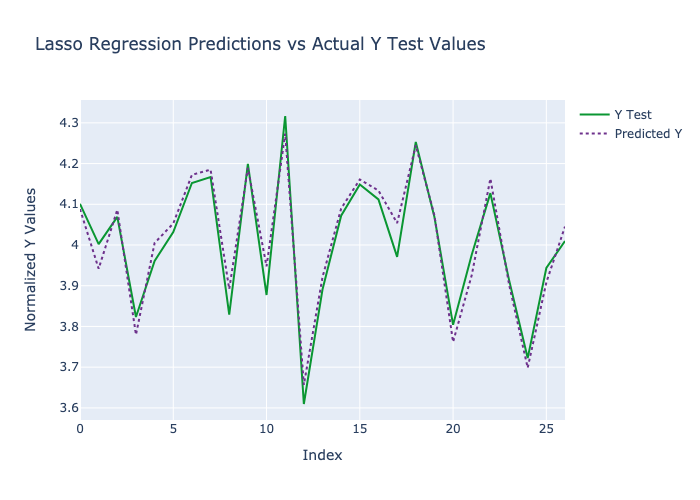 Lasso Regression Predictions vs Actual Y Test Values
Y Test
Predicted Y
Normalized Y Values
4.3
4.2
4.1
4
3.9
3.8
3.7
3.6
0
5
10
15
20
25
Index